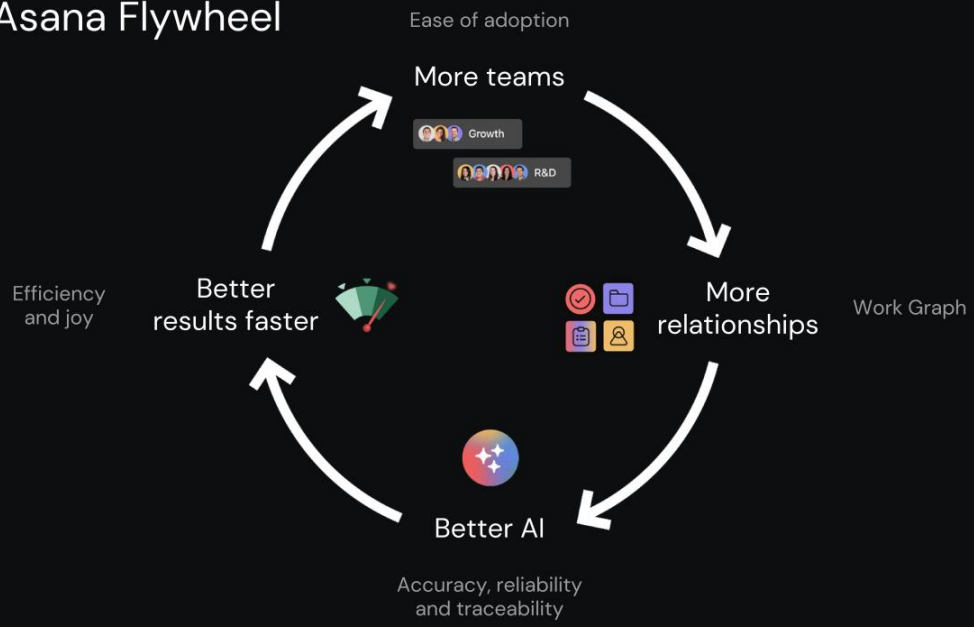 Asana Flywheel
Ease of adoption
More teams
Growth
R&D
Efficiency
and joy
Better
results faster
More
relationships
Work Graph
Better AI
Accuracy, reliability
and traceability